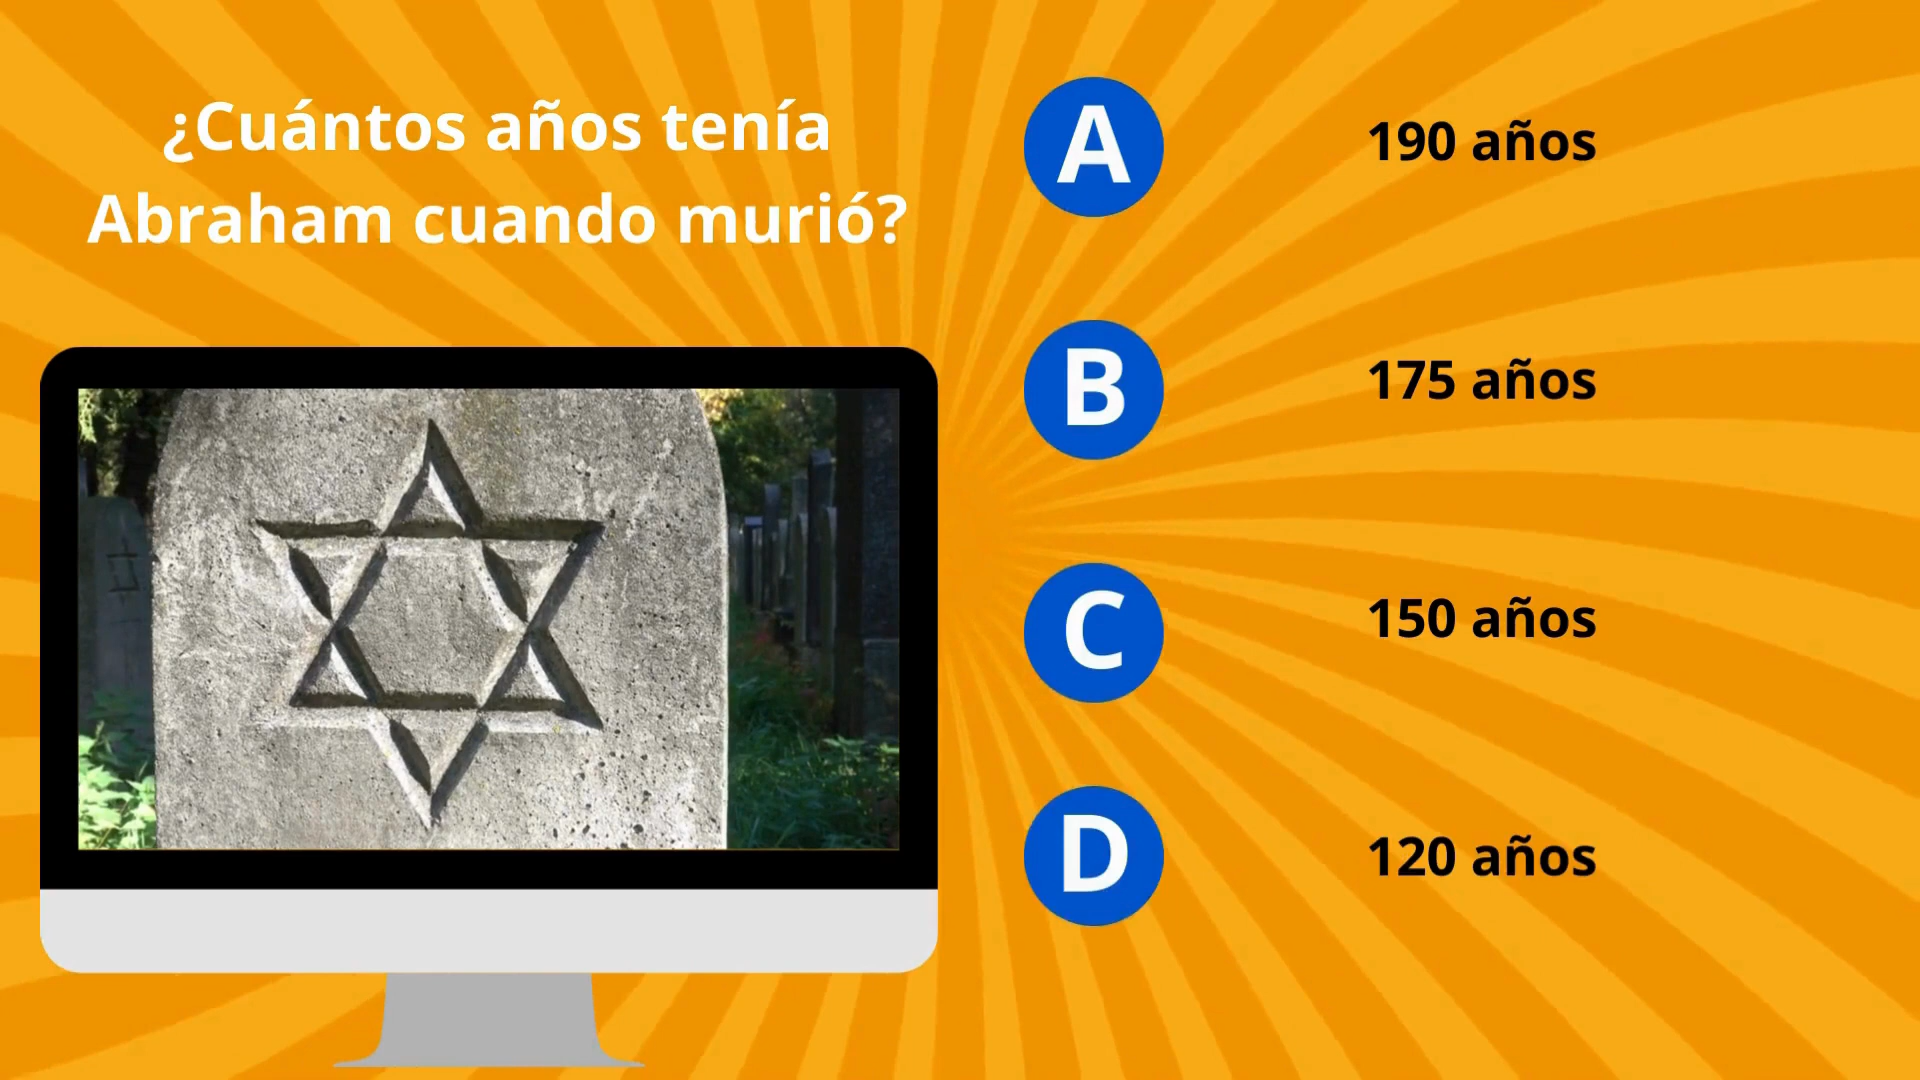 ¿Cuántos años tenía
Abraham cuando murió?
A 190 años
B 175 años
C 150 años
D 120 años